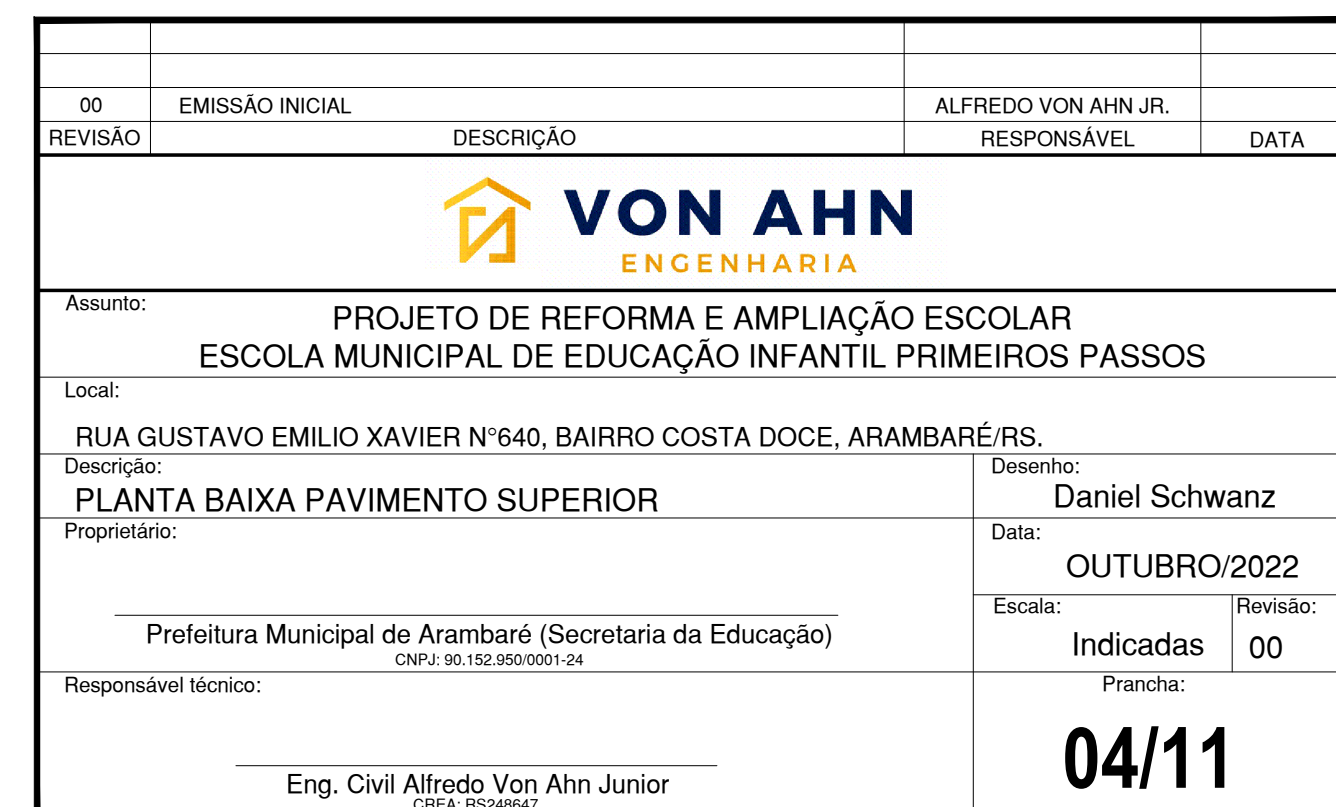 00 EMISSÃO INICIAL ALFREDO VON AHN JR.
REVISÃO DESCRIÇÃO RESPONSÁVEL DATA
VON AHN
ENGENHARIA
Assunto:
PROJETO DE REFORMA E AMPLIAÇÃO ESCOLAR
ESCOLA MUNICIPAL DE EDUCAÇÃO INFANTIL PRIMEIROS PASSOS
Local:
RUA GUSTAVO EMILIO XAVIER N°640, BAIRRO COSTA DOCE, ARAMBARÉ/RS.
Descrição:
PLANTA BAIXA PAVIMENTO SUPERIOR
Desenho:
Daniel Schwanz
Proprietário:
Prefeitura Municipal de Arambaré (Secretaria da Educação)
CNPJ: 90.152.950/0001-24
Data:
OUTUBRO/2022
Escala:
Indicadas
Revisão:
00
Responsável técnico:
Eng. Civil Alfredo Von Ahn Junior
CREA: RS248647
Prancha:
04/11